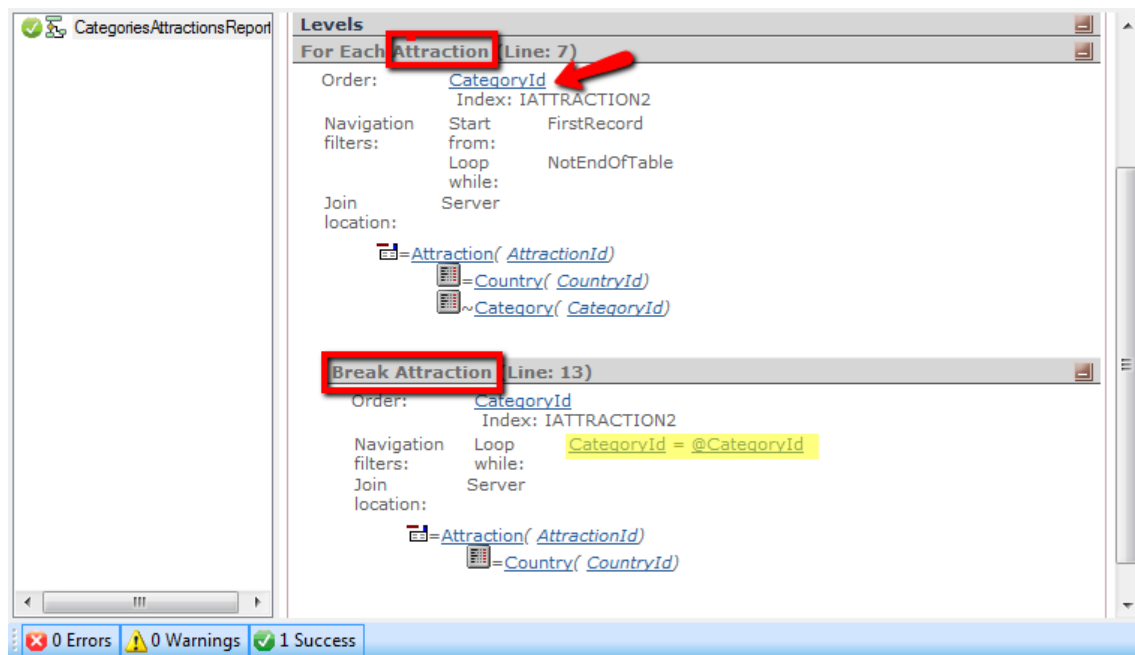 CategoriesAttractionsReport
Levels
For Each Attraction (Line: 7)
Order: CategoryId
Index: IATTRACTION2
Navigation Start FirstRecord
filters: from:
Loop NotEndOfTable
while:
Join Server
location:
=Attraction( AttractionId)
=Country( CountryId)
~Category( CategoryId)
Break Attraction (Line: 13)
Order: CategoryId
Index: IATTRACTION2
Navigation Loop CategoryId = @CategoryId
filters: while:
Join Server
location:
=Attraction( AttractionId)
=Country( CountryId)
0 Errors 0 Warnings 1 Success